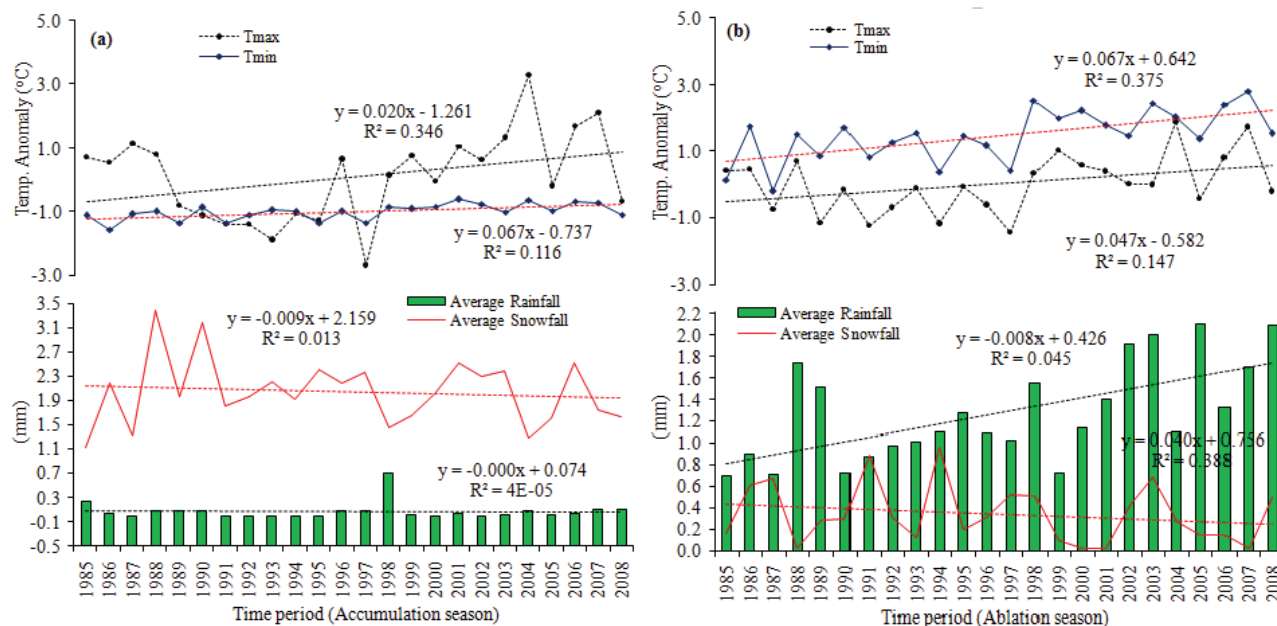 (a)
Tmax
Tmin
y = 0.020x - 1.261
R² = 0.346
y = 0.067x - 0.737
R² = 0.116
Temp. Anomaly (°C)
5.0
3.0
1.0
-1.0
-3.0
Average Rainfall
Average Snowfall
y = -0.009x + 2.159
R² = 0.013
y = -0.000x + 0.074
R² = 4E-05
(mm)
3.5
3.1
2.7
2.3
1.9
1.5
1.1
0.7
0.3
-0.1
-0.5
1985 1986 1987 1988 1989 1990 1991 1992 1993 1994 1995 1996 1997 1998 1999 2000 2001 2002 2003 2004 2005 2006 2007 2008
Time period (Accumulation season)
(b)
Tmax
Tmin
y = 0.067x + 0.642
R² = 0.375
y = 0.047x - 0.582
R² = 0.147
Temp. Anomaly (°C)
5.0
3.0
1.0
-1.0
-3.0
Average Rainfall
Average Snowfall
y = -0.008x + 0.426
R² = 0.045
y = 0.040x + 0.756
R² = 0.388
(mm)
2.2
2.0
1.8
1.6
1.4
1.2
1.0
0.8
0.6
0.4
0.2
0.0
1985 1986 1987 1988 1989 1990 1991 1992 1993 1994 1995 1996 1997 1998 1999 2000 2001 2002 2003 2004 2005 2006 2007 2008
Time period (Ablation season)